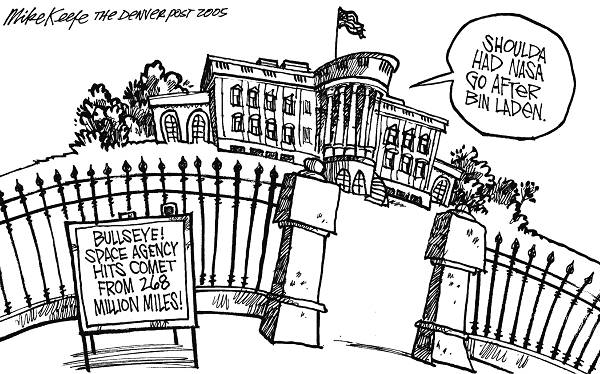 Mike Keefe THE DENVER POST 2005
SHOULDA
HAD NASA
GO AFTER
BIN LADEN.
BULLSEYE!
SPACE AGENCY
HITS COMET
FROM 268
MILLION MILES!